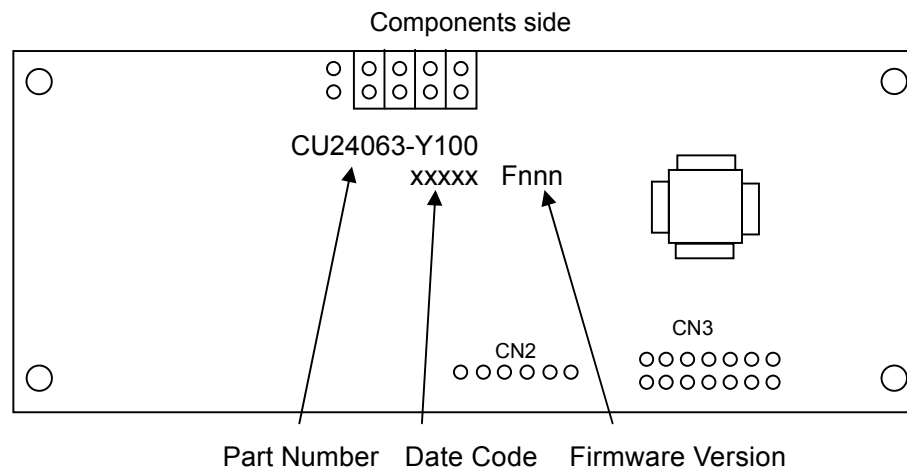 Components side
CU24063-Y100
xxxxx Fnnn
CN3
CN2
Part Number Date Code Firmware Version